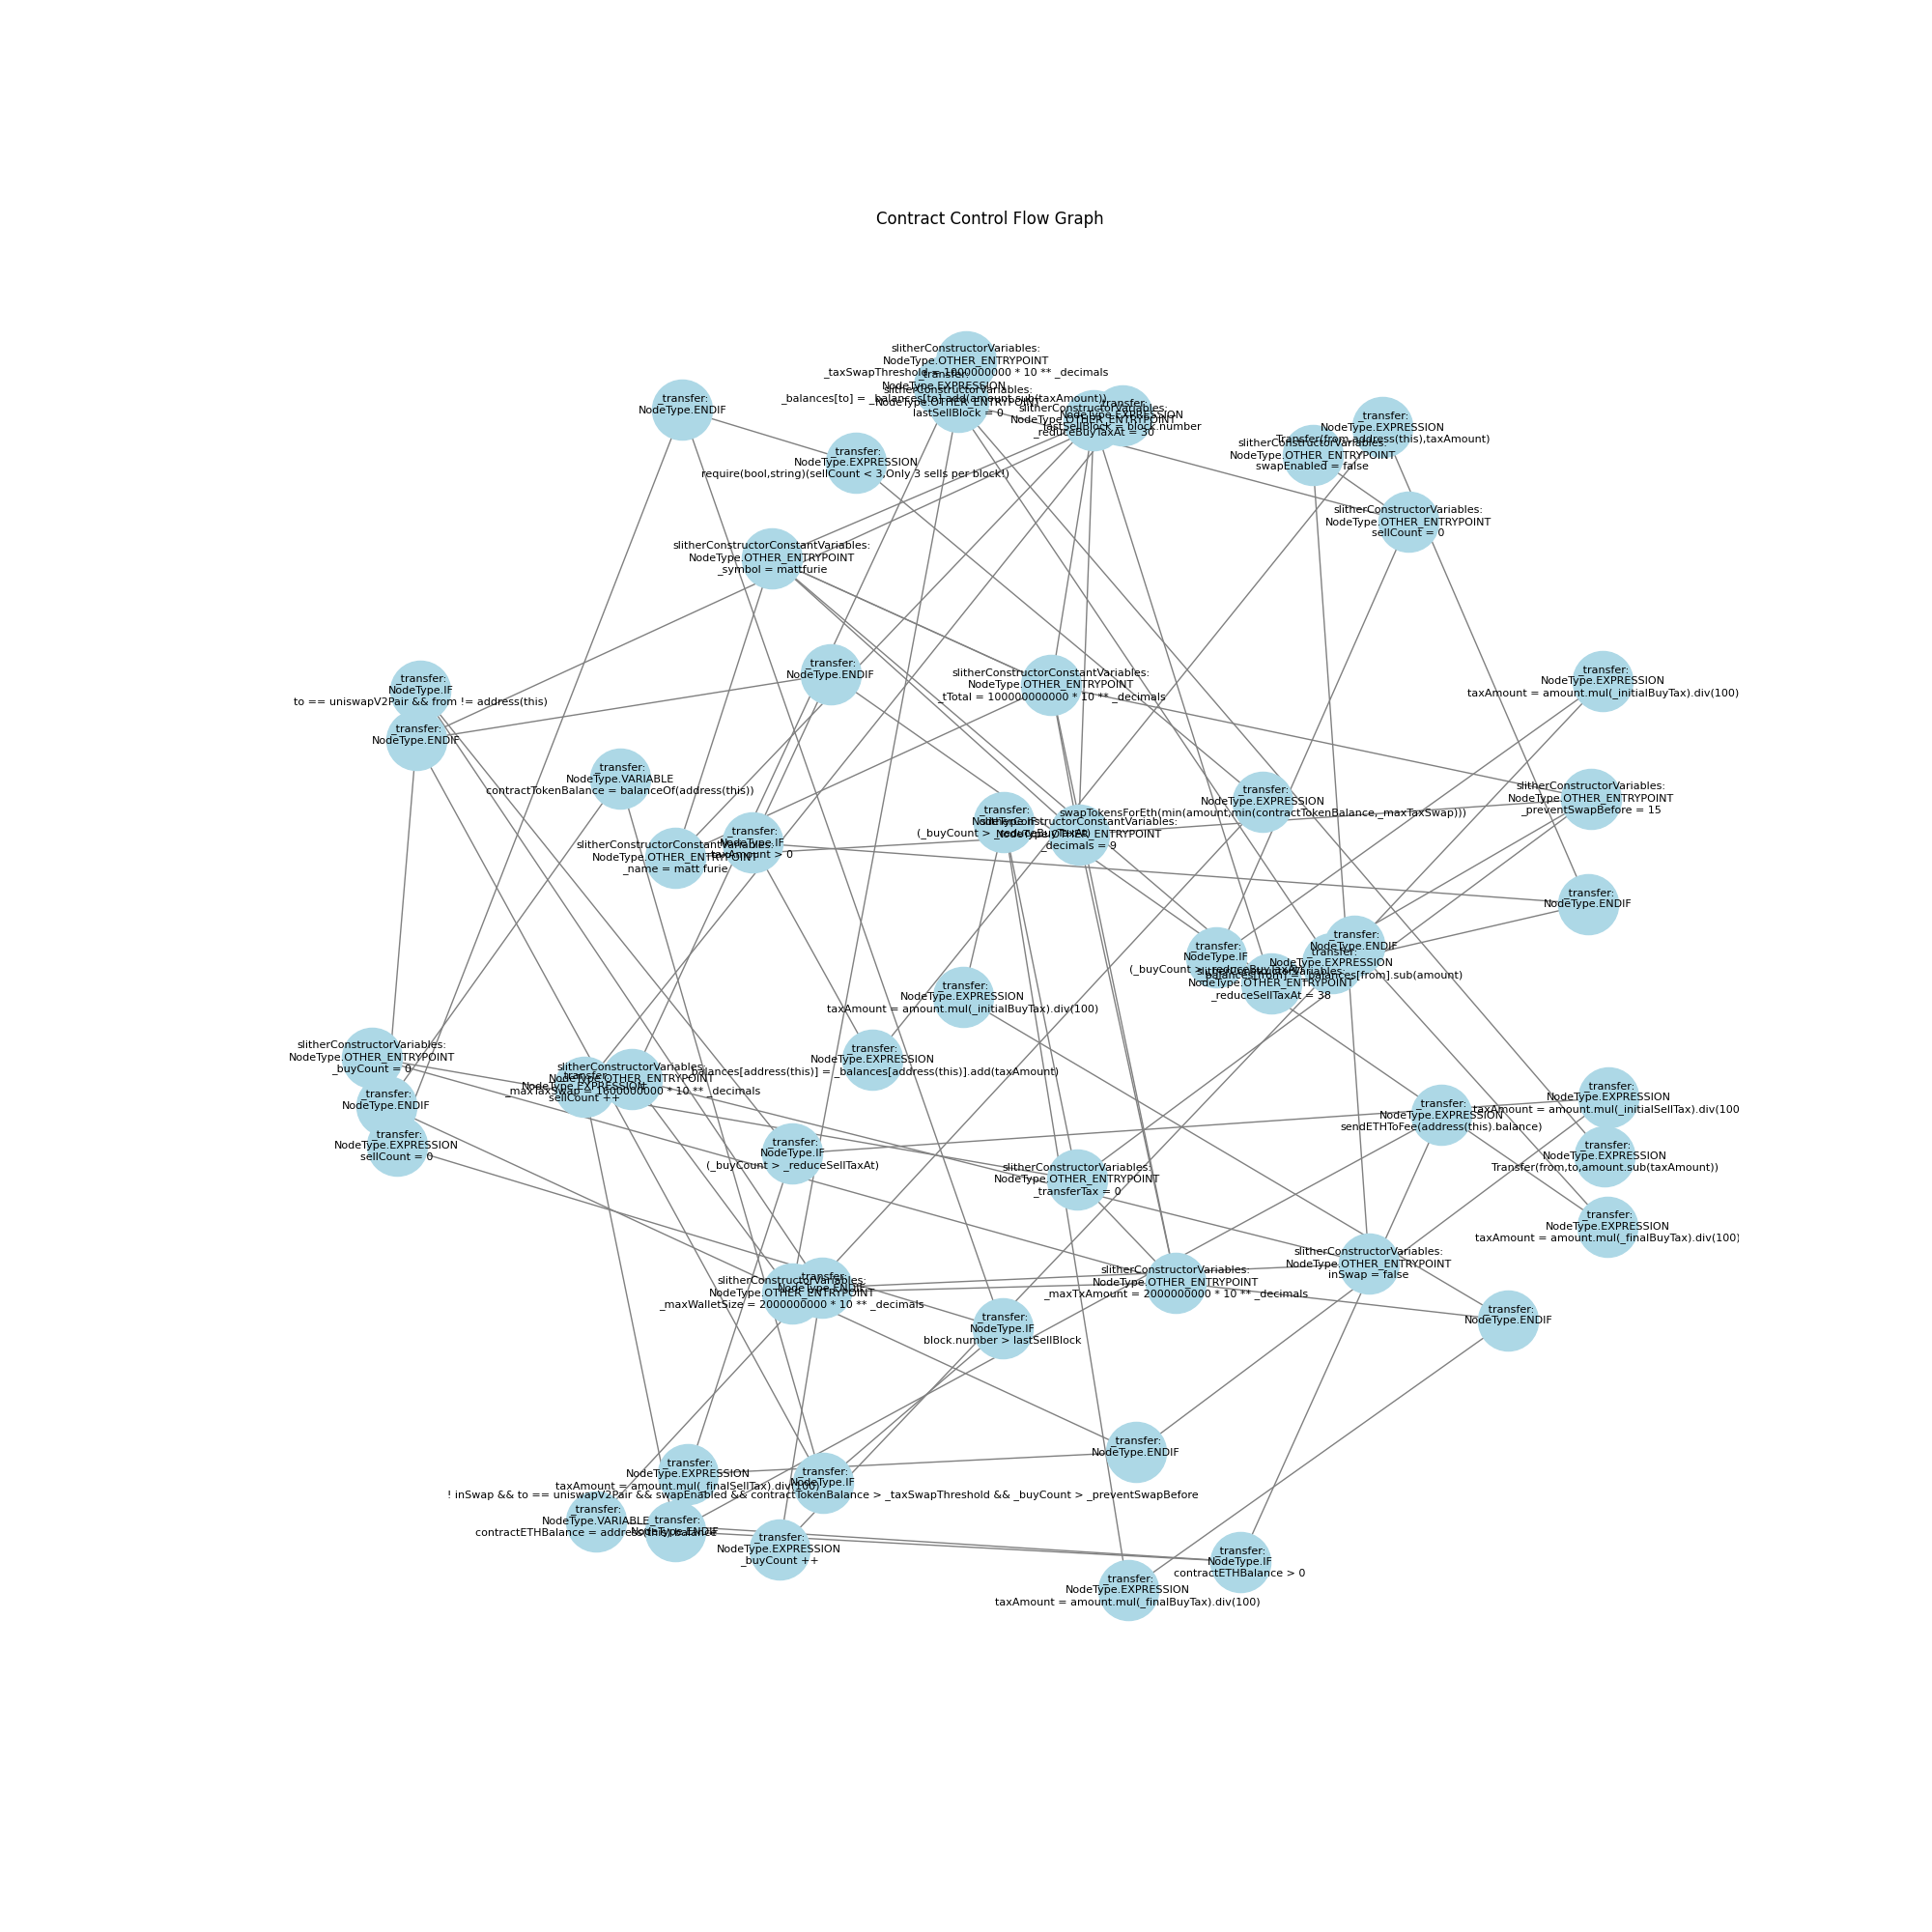 Contract Control Flow Graph
slitherConstructorVariables:
NodeType.OTHER_ENTRYPOINT
_taxSwapThreshold = 1000000000 * 10 ** _decimals
_transfer:
NodeType.EXPRESSION
_balances[to] = _balances[to].add(amount.sub(taxAmount))
slitherConstructorVariables:
NodeType.OTHER_ENTRYPOINT
lastSellBlock = 0
_transfer:
NodeType.ENDIF
_transfer:
NodeType.EXPRESSION
lastSellBlock = block.number
slitherConstructorVariables:
NodeType.OTHER_ENTRYPOINT
_reduceBuyTaxAt = 30
_transfer:
NodeType.EXPRESSION
Transfer(from,address(this),taxAmount)
slitherConstructorVariables:
NodeType.OTHER_ENTRYPOINT
swapEnabled = false
_transfer:
NodeType.EXPRESSION
require(bool,string)(sellCount < 3,Only 3 sells per block!)
slitherConstructorVariables:
NodeType.OTHER_ENTRYPOINT
sellCount = 0
slitherConstructorConstantVariables:
NodeType.OTHER_ENTRYPOINT
_symbol = mattfurie
_transfer:
NodeType.ENDIF
slitherConstructorConstantVariables:
NodeType.OTHER_ENTRYPOINT
_tTotal = 100000000000 * 10 ** _decimals
_transfer:
NodeType.EXPRESSION
taxAmount = amount.mul(_initialBuyTax).div(100)
_transfer:
NodeType.IF
to == uniswapV2Pair && from != address(this)
_transfer:
NodeType.ENDIF
_transfer:
NodeType.VARIABLE
contractTokenBalance = balanceOf(address(this))
_transfer:
NodeType.EXPRESSION
swapTokensForEth(min(amount,min(contractTokenBalance,_maxTaxSwap)))
slitherConstructorVariables:
NodeType.OTHER_ENTRYPOINT
_preventSwapBefore = 15
_transfer:
NodeType.IF
(_buyCount > _reduceBuyTaxAt)
slitherConstructorConstantVariables:
NodeType.OTHER_ENTRYPOINT
_decimals = 9
_transfer:
NodeType.IF
taxAmount > 0
slitherConstructorConstantVariables:
NodeType.OTHER_ENTRYPOINT
_name = matt furie
_transfer:
NodeType.ENDIF
_transfer:
NodeType.ENDIF
_transfer:
NodeType.IF
(_buyCount > _reduceBuyTaxAt)
_transfer:
NodeType.EXPRESSION
_balances[from] = _balances[from].sub(amount)
slitherConstructorVariables:
NodeType.OTHER_ENTRYPOINT
_reduceSellTaxAt = 38
_transfer:
NodeType.EXPRESSION
taxAmount = amount.mul(_initialBuyTax).div(100)
slitherConstructorVariables:
NodeType.OTHER_ENTRYPOINT
_buyCount = 0
_transfer:
NodeType.EXPRESSION
_balances[address(this)] = _balances[address(this)].add(taxAmount)
slitherConstructorVariables:
NodeType.OTHER_ENTRYPOINT
_maxTaxSwap = 1600000000 * 10 ** _decimals
_transfer:
NodeType.EXPRESSION
sellCount ++
_transfer:
NodeType.ENDIF
_transfer:
NodeType.EXPRESSION
taxAmount = amount.mul(_initialSellTax).div(100
_transfer:
NodeType.EXPRESSION
sendETHToFee(address(this).balance)
_transfer:
NodeType.EXPRESSION
sellCount = 0
_transfer:
NodeType.IF
(_buyCount > _reduceSellTaxAt)
_transfer:
NodeType.EXPRESSION
Transfer(from,to,amount.sub(taxAmount))
slitherConstructorVariables:
NodeType.OTHER_ENTRYPOINT
_transferTax = 0
_transfer:
NodeType.EXPRESSION
taxAmount = amount.mul(_finalBuyTax).div(100)
slitherConstructorVariables:
NodeType.OTHER_ENTRYPOINT
inSwap = false
slitherConstructorVariables:
NodeType.OTHER_ENTRYPOINT
_maxTxAmount = 2000000000 * 10 ** _decimals
_transfer:
NodeType.ENDIF
slitherConstructorVariables:
NodeType.OTHER_ENTRYPOINT
_maxWalletSize = 2000000000 * 10 ** _decimals
_transfer:
NodeType.ENDIF
_transfer:
NodeType.IF
block.number > lastSellBlock
_transfer:
NodeType.ENDIF
_transfer:
NodeType.EXPRESSION
taxAmount = amount.mul(_finalSellTax).div(100)
_transfer:
NodeType.IF
! inSwap && to == uniswapV2Pair && swapEnabled && contractTokenBalance > _taxSwapThreshold && _buyCount > _preventSwapBefore
_transfer:
NodeType.VARIABLE
contractETHBalance = address(this).balance
_transfer:
NodeType.ENDIF
_transfer:
NodeType.EXPRESSION
_buyCount ++
_transfer:
NodeType.IF
contractETHBalance > 0
_transfer:
NodeType.EXPRESSION
taxAmount = amount.mul(_finalBuyTax).div(100)